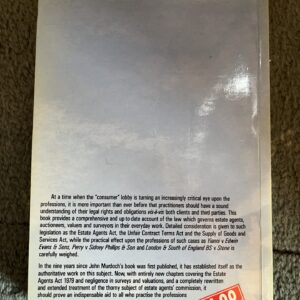 At a time when the "consumer" lobby is turning an increasingly critical eye upon the
professions, it is more important than ever before that practitioners should have a sound
understanding of their legal rights and obligations vis-à-vis both clients and third parties. This
book provides a comprehensive and up-to-date account of the law which governs estate agents,
auctioneers, valuers and surveyors in their everyday work. Detailed consideration is given to such
legislation as the Estate Agents Act, the Unfair Contract Terms Act and the Supply of Goods and
Services Act, while the practical effect upon the professions of such cases as Yianni v Edwin
Evans & Sons, Perry v Sidney Phillips & Son and London & South of England BS v Stone is
carefully weighed.
In the nine years since John Murdoch's book was first published, it has established itself as the
authoritative work on this subject. Now, with entirely new chapters covering the Estate
Agents Act 1979 and negligence in surveys and valuations, and a completely rewritten
and extended treatment of the thorny subject of estate agents' commission, it
should prove an indispensable aid to all who practise the professions
.00